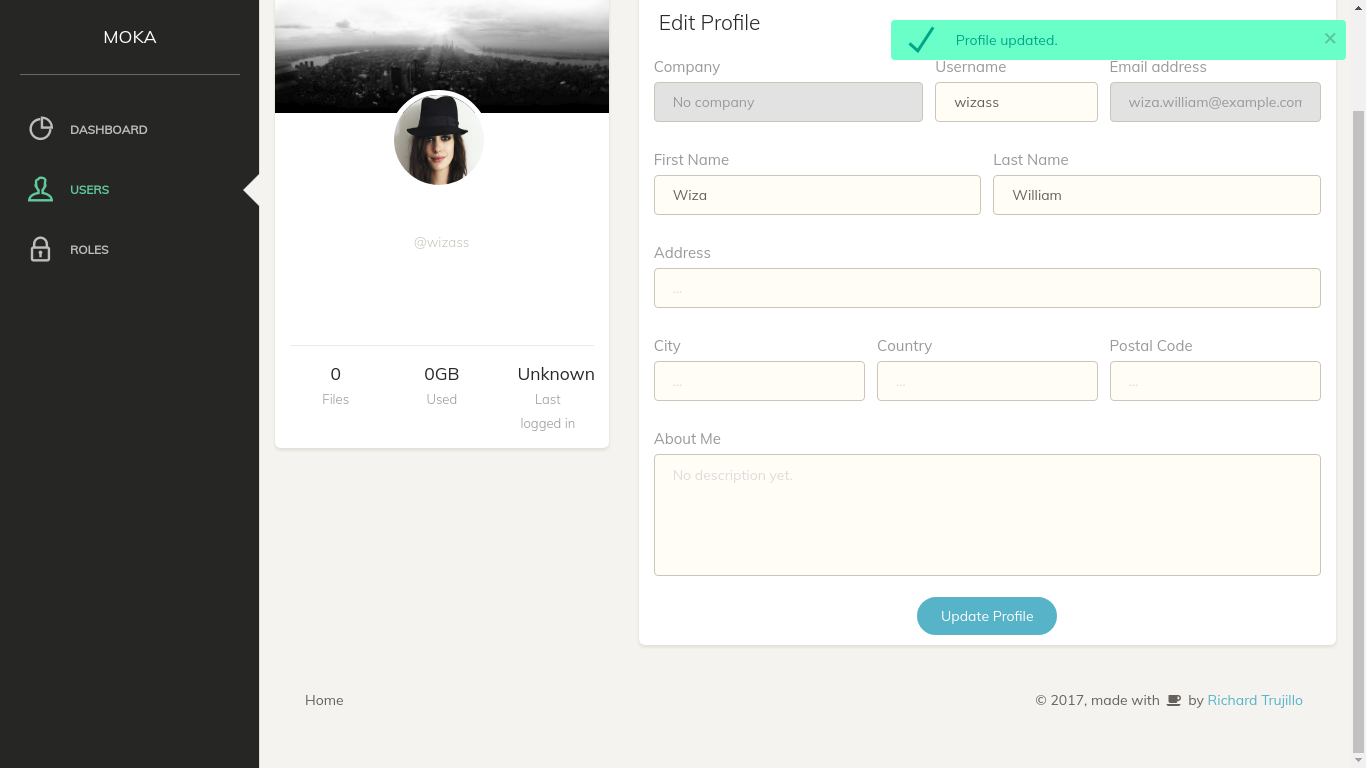 MOKA
DASHBOARD
USERS
ROLES
@wizass
0
Files
0GB
Used
Unknown
Last
logged in
Edit Profile
Profile updated.
×
Company
No company
Username
wizass
Email address
wiza.william@example.com
First Name
Wiza
Last Name
William
Address
...
City
...
Country
...
Postal Code
...
About Me
No description yet.
Update Profile
Home
© 2017, made with by Richard Trujillo